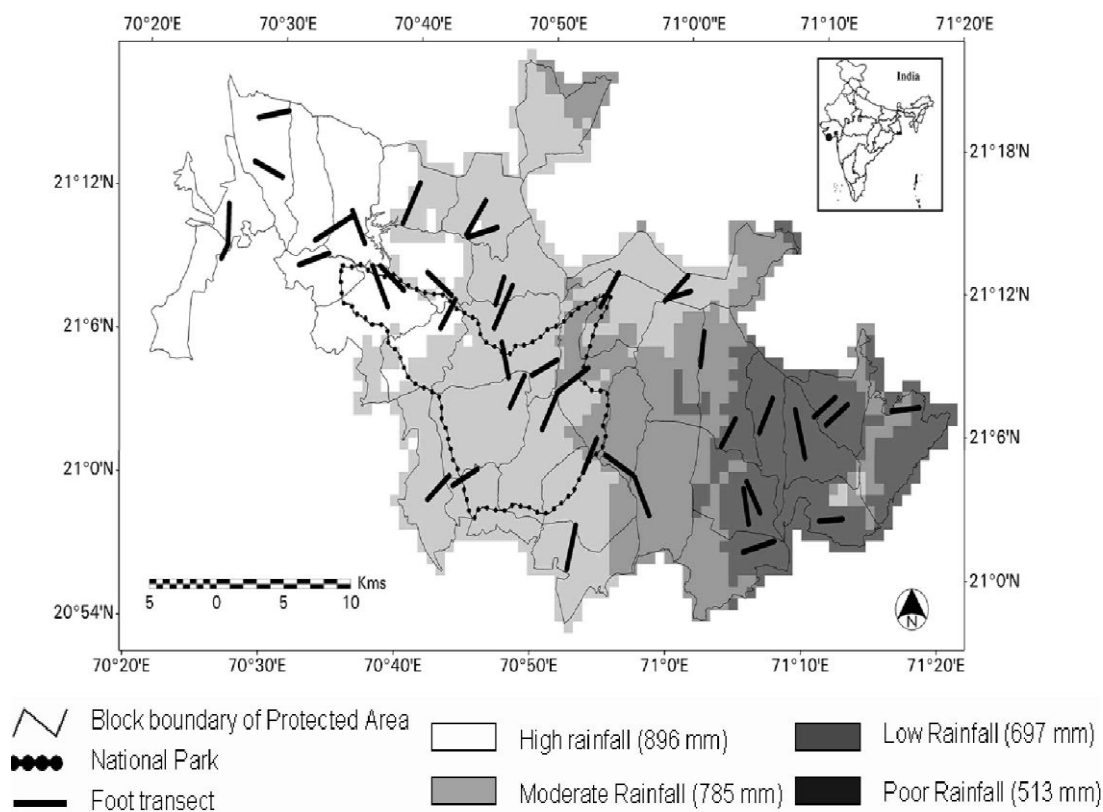 70°20'E 70°30'E 70°40'E 70°50'E 71°0'E 71°10'E 71°20'E
India
21°18'N
21°12'N
21°12'N
21°6'N
21°6'N
21°0'N
Kms
5 0 5 10
21°0'N
20°54'N
N
70°20'E 70°30'E 70°40'E 70°50'E 71°0'E 71°10'E 71°20'E
Block boundary of Protected Area
National Park
Foot transect
High rainfall (896 mm)
Moderate Rainfall (785 mm)
Low Rainfall (697 mm)
Poor Rainfall (513 mm)